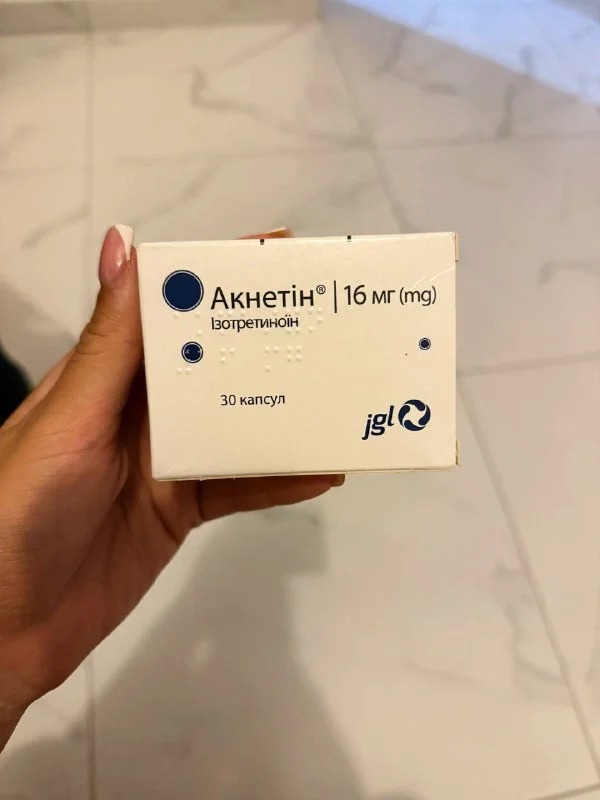 Акнетін® | 16 мг (mg)
Ізотретиноїн
30 капсул
jgl